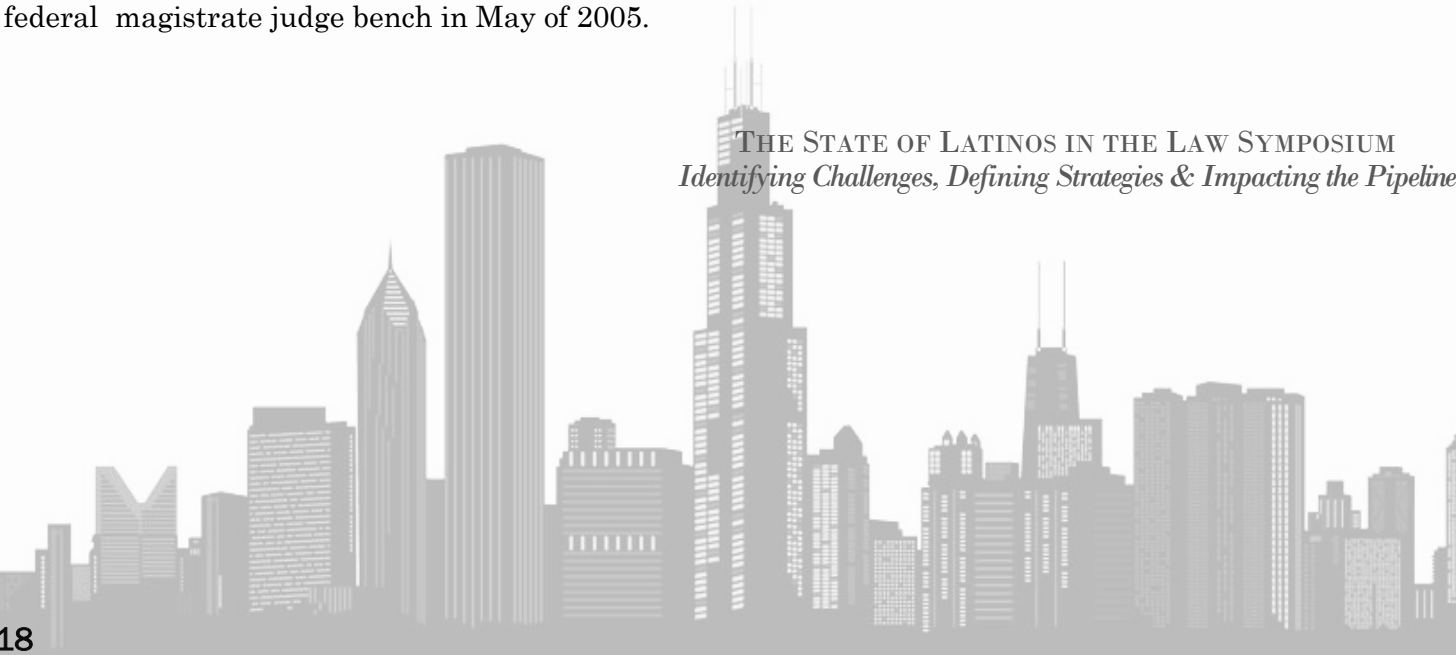 federal magistrate judge bench in May of 2005.
THE STATE OF LATINOS IN THE LAW SYMPOSIUM
Identifying Challenges, Defining Strategies & Impacting the Pipeline
18